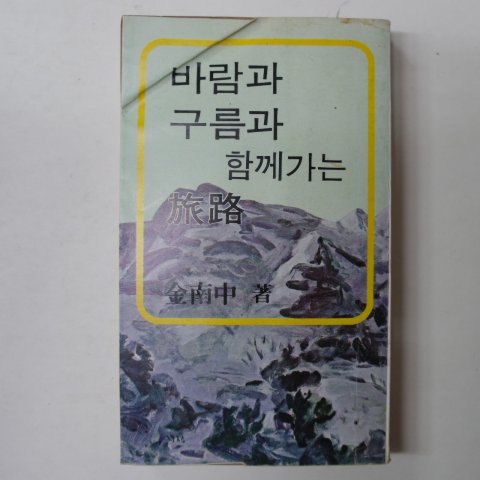 바람과
구름과
함께가는
旅路
金南中 著